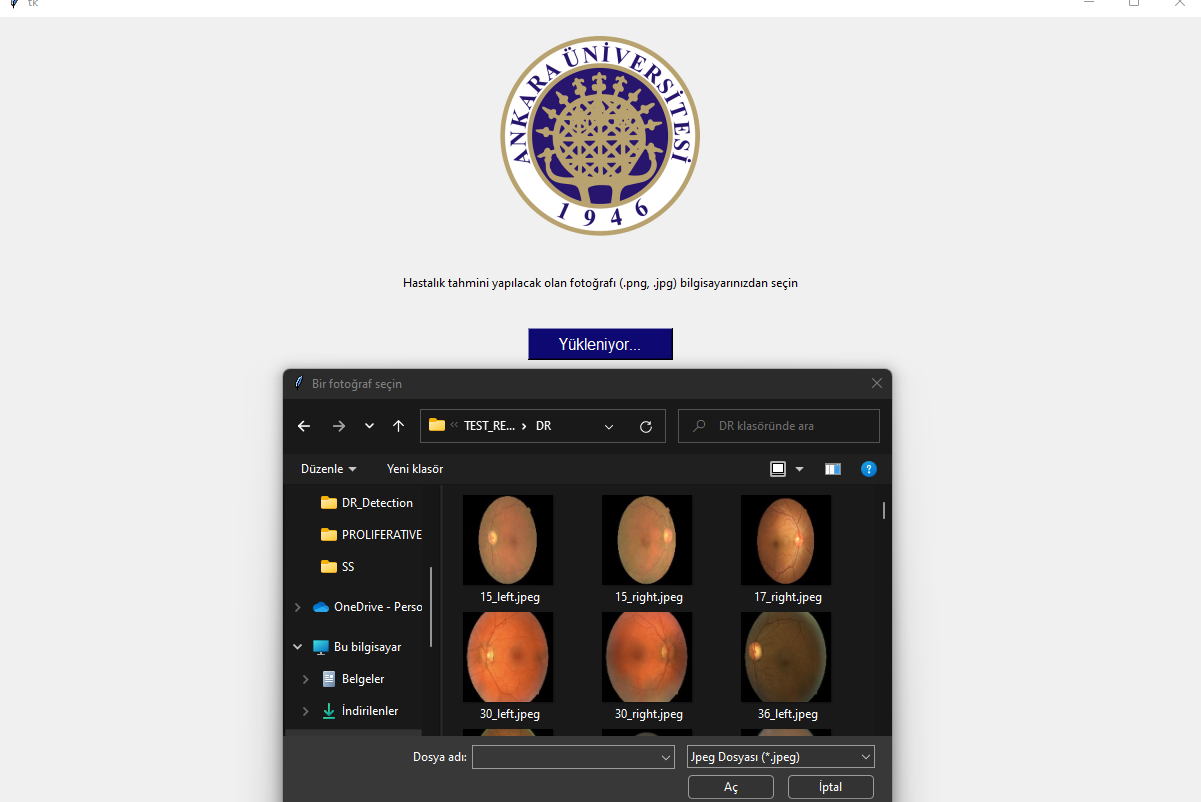 tk
ANKARA ÜNİVERSİTESİ
1946
Hastalık tahmini yapılacak olan fotoğrafı (.png, .jpg) bilgisayarınızdan seçin
Yükleniyor...
Bir fotoğraf seçin
TEST_RE... › DR
DR klasöründe ara
Düzenle
Yeni klasör
DR_Detection
PROLIFERATIVE
SS
OneDrive - Perso
Bu bilgisayar
Belgeler
İndirilenler
15_left.jpeg
15_right.jpeg
17_right.jpeg
30_left.jpeg
30_right.jpeg
36_left.jpeg
Dosya adı:
Jpeg Dosyası (*.jpeg)
Aç
İptal